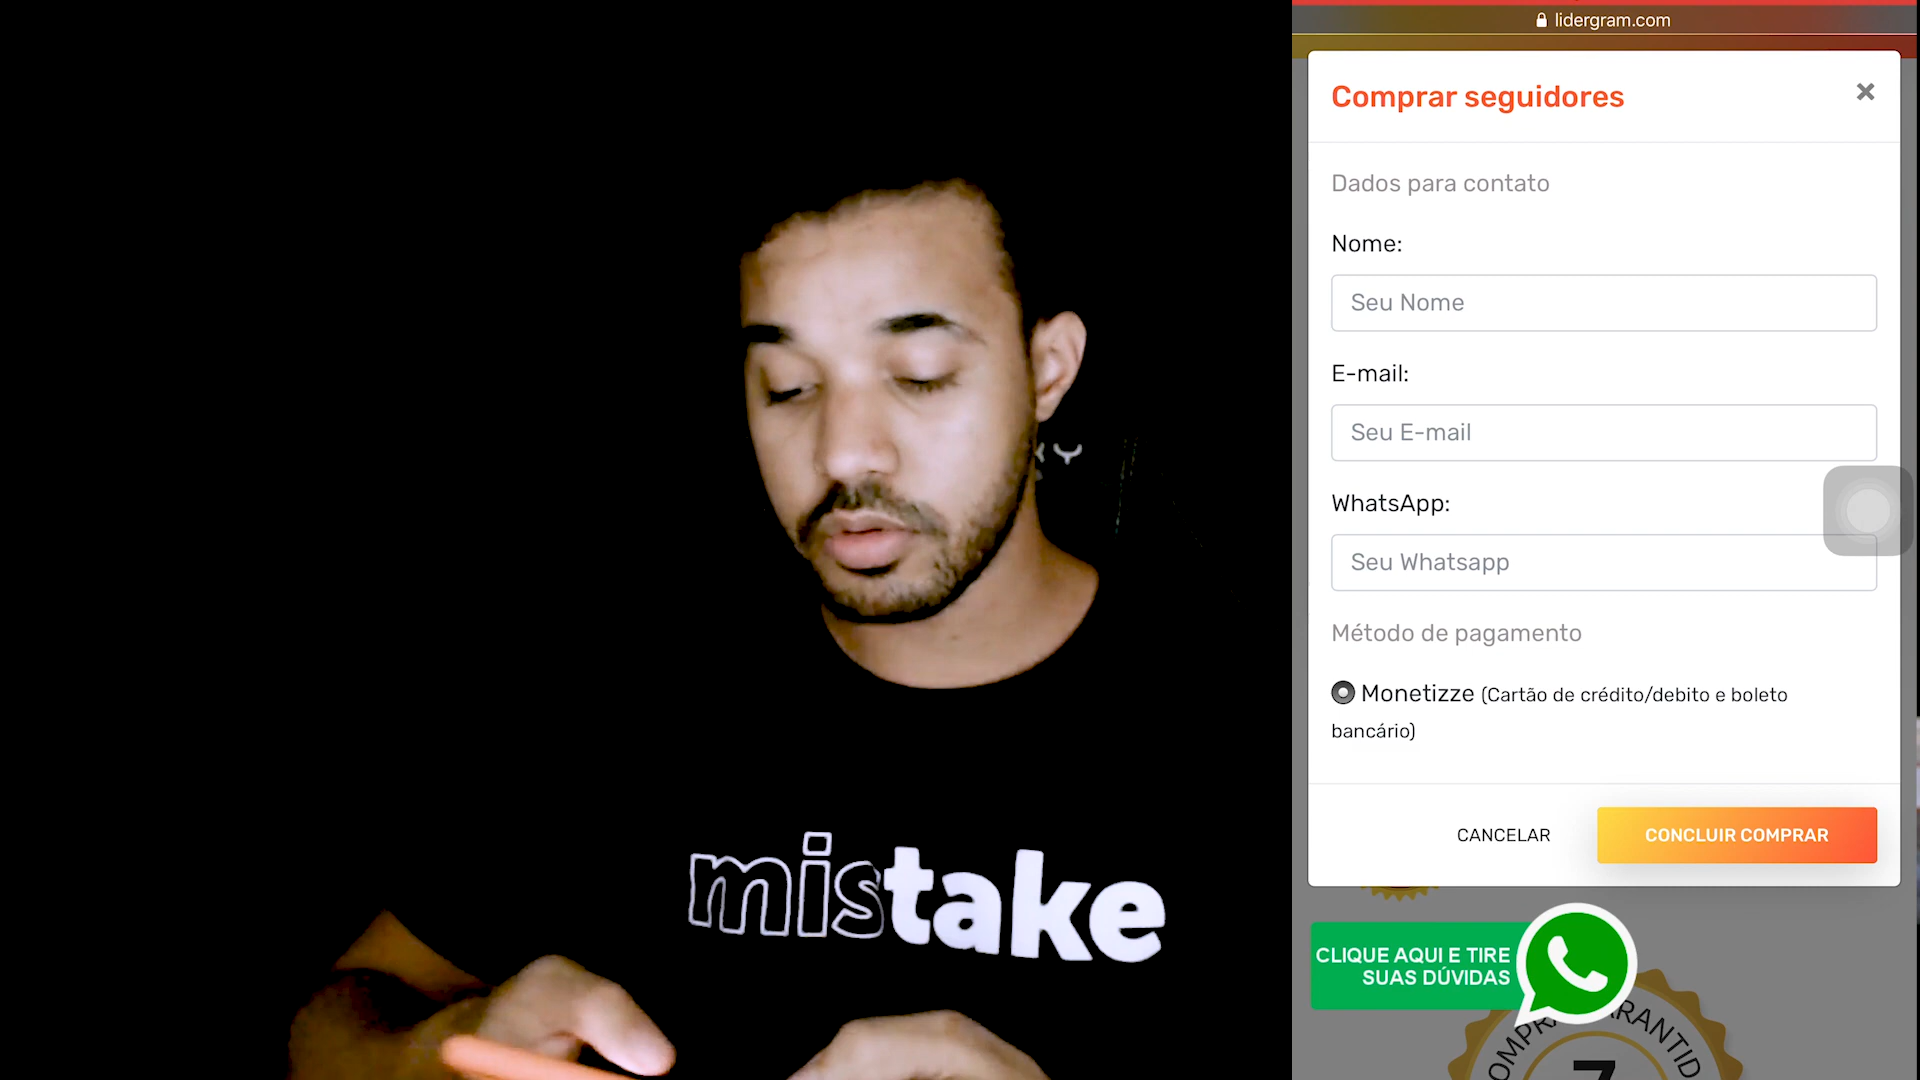 lidergram.com
Comprar seguidores
×
Dados para contato
Nome:
Seu Nome
E-mail:
Seu E-mail
WhatsApp:
Seu Whatsapp
Método de pagamento
Monetizze (Cartão de crédito/debito e boleto
bancário)
CANCELAR
CONCLUIR COMPRAR
CLIQUE AQUI E TIRE
SUAS DÚVIDAS
7
mistake